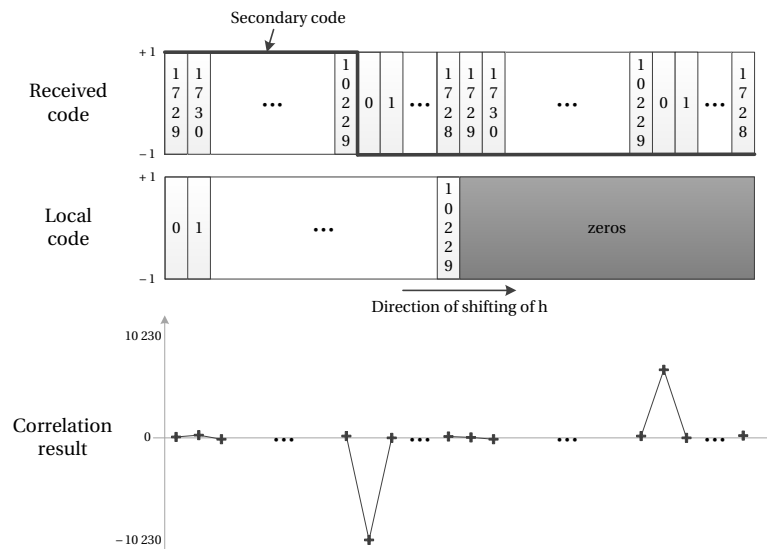 Secondary code
+ 1
Received
code
1729 1730 ... 10229 0 1 ... 1728 1729 1730 ... 10229 0 1 ... 1728
− 1
+ 1
Local
code
0 1 ... 10229 zeros
− 1
Direction of shifting of h
10 230
Correlation
result
0 ... ... ... ...
− 10 230